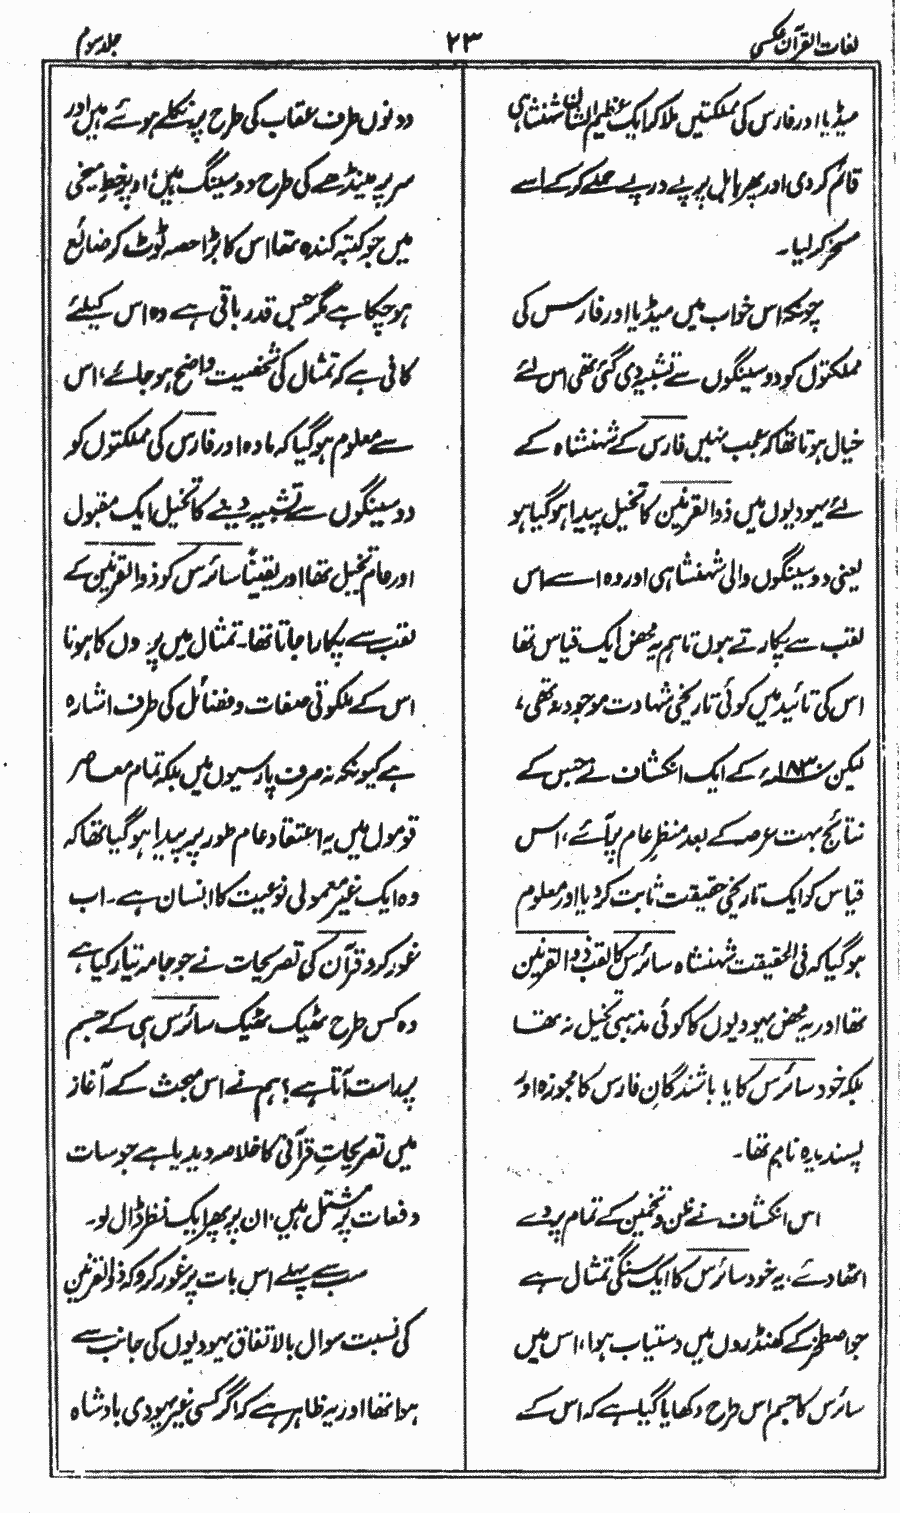 لغات القرآن عکسی
۲۳
جلد سوم
میڈیا اور فارس کی مملکتیں ملا کر ایک عظیم الشان شہنشاہی
قائم کر دی اور پھر بابل پر پے در پے حملے کر کے اسے
مسخر کر لیا۔
چونکہ اس خواب میں میڈیا اور فارس کی
مملکتوں کو دو سینگوں سے تشبیہ دی گئی تھی اس لئے
خیال ہوتا تھا کہ عجب نہیں فارس کے شہنشاہ کے
لئے یہودیوں میں ذوالقرنین کا تخیل پیدا ہو گیا ہو
یعنی دو سینگوں والی شہنشاہی اور وہ اسے اس
لقب سے پکارتے ہوں تاہم یہ محض ایک قیاس تھا
اس کی تائید میں کوئی تاریخی شہادت موجود نہ تھی،
لیکن ۱۸۳۸ء کے ایک انکشاف نے جس کے
نتائج بہت عرصہ کے بعد منظرِ عام پر آئے، اس
قیاس کو ایک تاریخی حقیقت ثابت کر دیا اور معلوم
ہو گیا کہ فی الحقیقت شہنشاہ سائرس کا لقب ذوالقرنین
تھا اور یہ محض یہودیوں کا کوئی مذہبی تخیل نہ تھا
بلکہ خود سائرس کا یا باشندگانِ فارس کا مجوزہ اور
پسندیدہ نام تھا۔
اس انکشاف نے ظن و تخمین کے تمام پردے
اٹھا دئے، یہ خود سائرس کا ایک سنگی تمثال ہے
جو اصطخر کے کھنڈروں میں دستیاب ہوا، اس میں
سائرس کا جسم اس طرح دکھایا گیا ہے کہ اس کے
دونوں طرف عقاب کی طرح پر نکلے ہوئے ہیں اور
سر پر مینڈھے کی طرح دو سینگ ہیں، اوپر خطِ میخی
میں جو کتبہ کندہ تھا اس کا بڑا حصہ ٹوٹ کر ضائع
ہو چکا ہے مگر جس قدر باقی ہے وہ اس کیلئے
کافی ہے کہ تمثال کی شخصیت واضح ہو جائے، اس
سے معلوم ہو گیا کہ مادہ اور فارس کی مملکتوں کو
دو سینگوں سے تشبیہ دینے کا تخیل ایک مقبول
اور عام تخیل تھا اور یقیناً سائرس کو ذوالقرنین کے
لقب سے پکارا جاتا تھا۔ تمثال میں پروں کا ہونا
اس کے ملکوتی صفات و فضائل کی طرف اشارہ
ہے کیونکہ نہ صرف پارسیوں میں بلکہ تمام معاصر
قوموں میں یہ اعتقاد عام طور پر پیدا ہو گیا تھا کہ
وہ ایک غیر معمولی نوعیت کا انسان ہے۔ اب
غور کرو قرآن کی تصریحات نے جو جامہ تیار کیا ہے
وہ کس طرح ٹھیک ٹھیک سائرس ہی کے جسم
پر راست آتا ہے؟ ہم نے اس مبحث کے آغاز
میں تصریحاتِ قرآنی کا خلاصہ دیدیا ہے جو سات
دفعات پر مشتمل ہیں، ان پر پھر ایک نظر ڈال لو۔
سب سے پہلے اس بات پر غور کرو کہ ذوالقرنین
کی نسبت سوال بالاتفاق یہودیوں کی جانب سے
ہوا تھا اور یہ ظاہر ہے کہ اگر کسی غیر یہودی بادشاہ